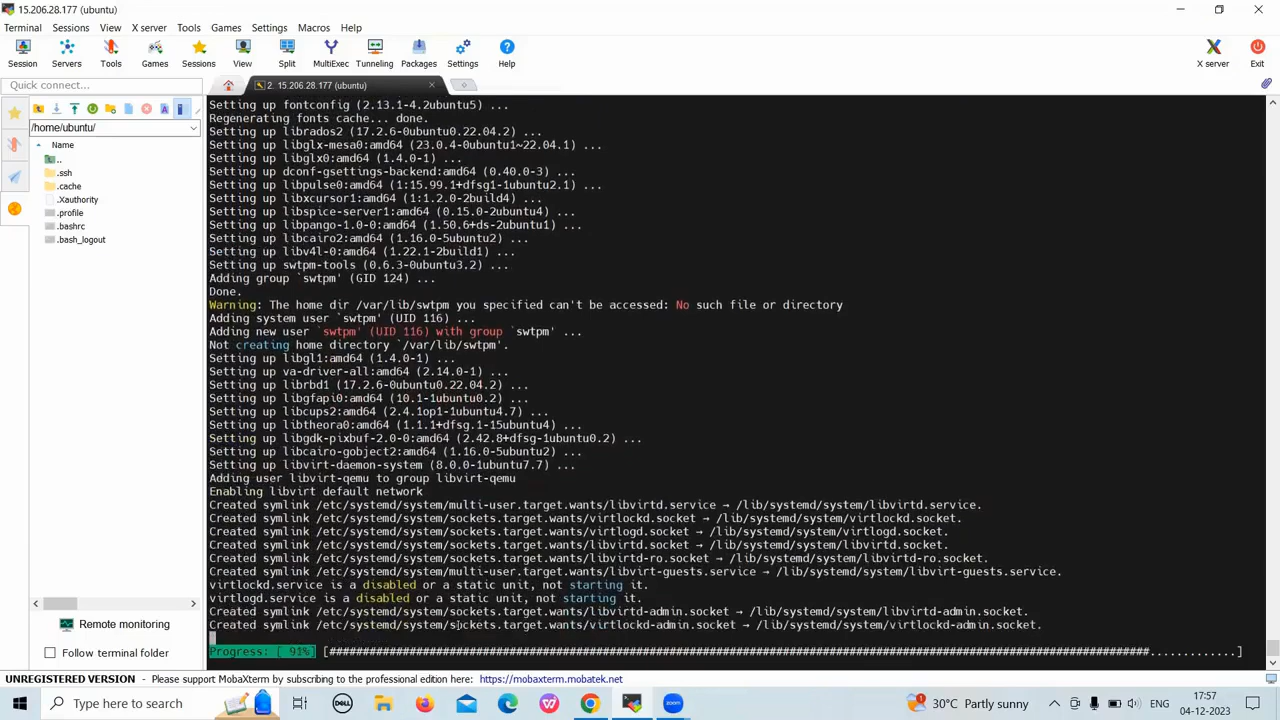 15.206.28.177 (ubuntu)
Terminal Sessions View X server Tools Games Settings Macros Help
Session Servers Tools Games Sessions View Split MultiExec Tunneling Packages Settings Help X server Exit
Quick connect...
2. 15.206.28.177 (ubuntu)
/home/ubuntu/
Name
..
.ssh
.cache
.Xauthority
.profile
.bashrc
.bash_logout
Remote monitoring
Follow terminal folder
Setting up fontconfig (2.13.1-4.2ubuntu5) ...
Regenerating fonts cache... done.
Setting up librados2 (17.2.6-0ubuntu0.22.04.2) ...
Setting up libglx-mesa0:amd64 (23.0.4-0ubuntu1~22.04.1) ...
Setting up libglx0:amd64 (1.4.0-1) ...
Setting up dconf-gsettings-backend:amd64 (0.40.0-3) ...
Setting up libpulse0:amd64 (1:15.99.1+dfsg1-1ubuntu2.1) ...
Setting up libxcursor1:amd64 (1:1.2.0-2build4) ...
Setting up libspice-server1:amd64 (0.15.0-2ubuntu4) ...
Setting up libpango-1.0-0:amd64 (1.50.6+ds-2ubuntu1) ...
Setting up libcairo2:amd64 (1.16.0-5ubuntu2) ...
Setting up libv4l-0:amd64 (1.22.1-2build1) ...
Setting up swtpm-tools (0.6.3-0ubuntu3.2) ...
Adding group `swtpm' (GID 124) ...
Done.
Warning: The home dir /var/lib/swtpm you specified can't be accessed: No such file or directory
Adding system user `swtpm' (UID 116) ...
Adding new user `swtpm' (UID 116) with group `swtpm' ...
Not creating home directory `/var/lib/swtpm'.
Setting up libgl1:amd64 (1.4.0-1) ...
Setting up va-driver-all:amd64 (2.14.0-1) ...
Setting up librbd1 (17.2.6-0ubuntu0.22.04.2) ...
Setting up libgfapi0 (10.1-1ubuntu0.2) ...
Setting up libcups2:amd64 (2.4.1op1-1ubuntu4.7) ...
Setting up libtheora0:amd64 (1.1.1+dfsg.1-15ubuntu4) ...
Setting up libgdk-pixbuf-2.0-0:amd64 (2.42.8+dfsg-1ubuntu0.2) ...
Setting up libcairo-gobject2:amd64 (1.16.0-5ubuntu2) ...
Setting up libvirt-daemon-system (8.0.0-1ubuntu7.7) ...
Adding user libvirt-qemu to group libvirt-qemu
Enabling libvirt default network
Created symlink /etc/systemd/system/multi-user.target.wants/libvirtd.service → /lib/systemd/system/libvirtd.service.
Created symlink /etc/systemd/system/sockets.target.wants/virtlockd.socket → /lib/systemd/system/virtlockd.socket.
Created symlink /etc/systemd/system/sockets.target.wants/virtlogd.socket → /lib/systemd/system/virtlogd.socket.
Created symlink /etc/systemd/system/sockets.target.wants/libvirtd.socket → /lib/systemd/system/libvirtd.socket.
Created symlink /etc/systemd/system/sockets.target.wants/libvirtd-ro.socket → /lib/systemd/system/libvirtd-ro.socket.
Created symlink /etc/systemd/system/multi-user.target.wants/libvirt-guests.service → /lib/systemd/system/libvirt-guests.service.
virtlockd.service is a disabled or a static unit, not starting it.
virtlogd.service is a disabled or a static unit, not starting it.
Created symlink /etc/systemd/system/sockets.target.wants/libvirtd-admin.socket → /lib/systemd/system/libvirtd-admin.socket.
Created symlink /etc/systemd/system/sockets.target.wants/virtlockd-admin.socket → /lib/systemd/system/virtlockd-admin.socket.
Progress: [ 91%] [##########################################################################################################################..............]
UNREGISTERED VERSION - Please support MobaXterm by subscribing to the professional edition here: https://mobaxterm.mobatek.net
Type here to search
DELL
zoom
30°C Partly sunny
ENG
17:57
04-12-2023